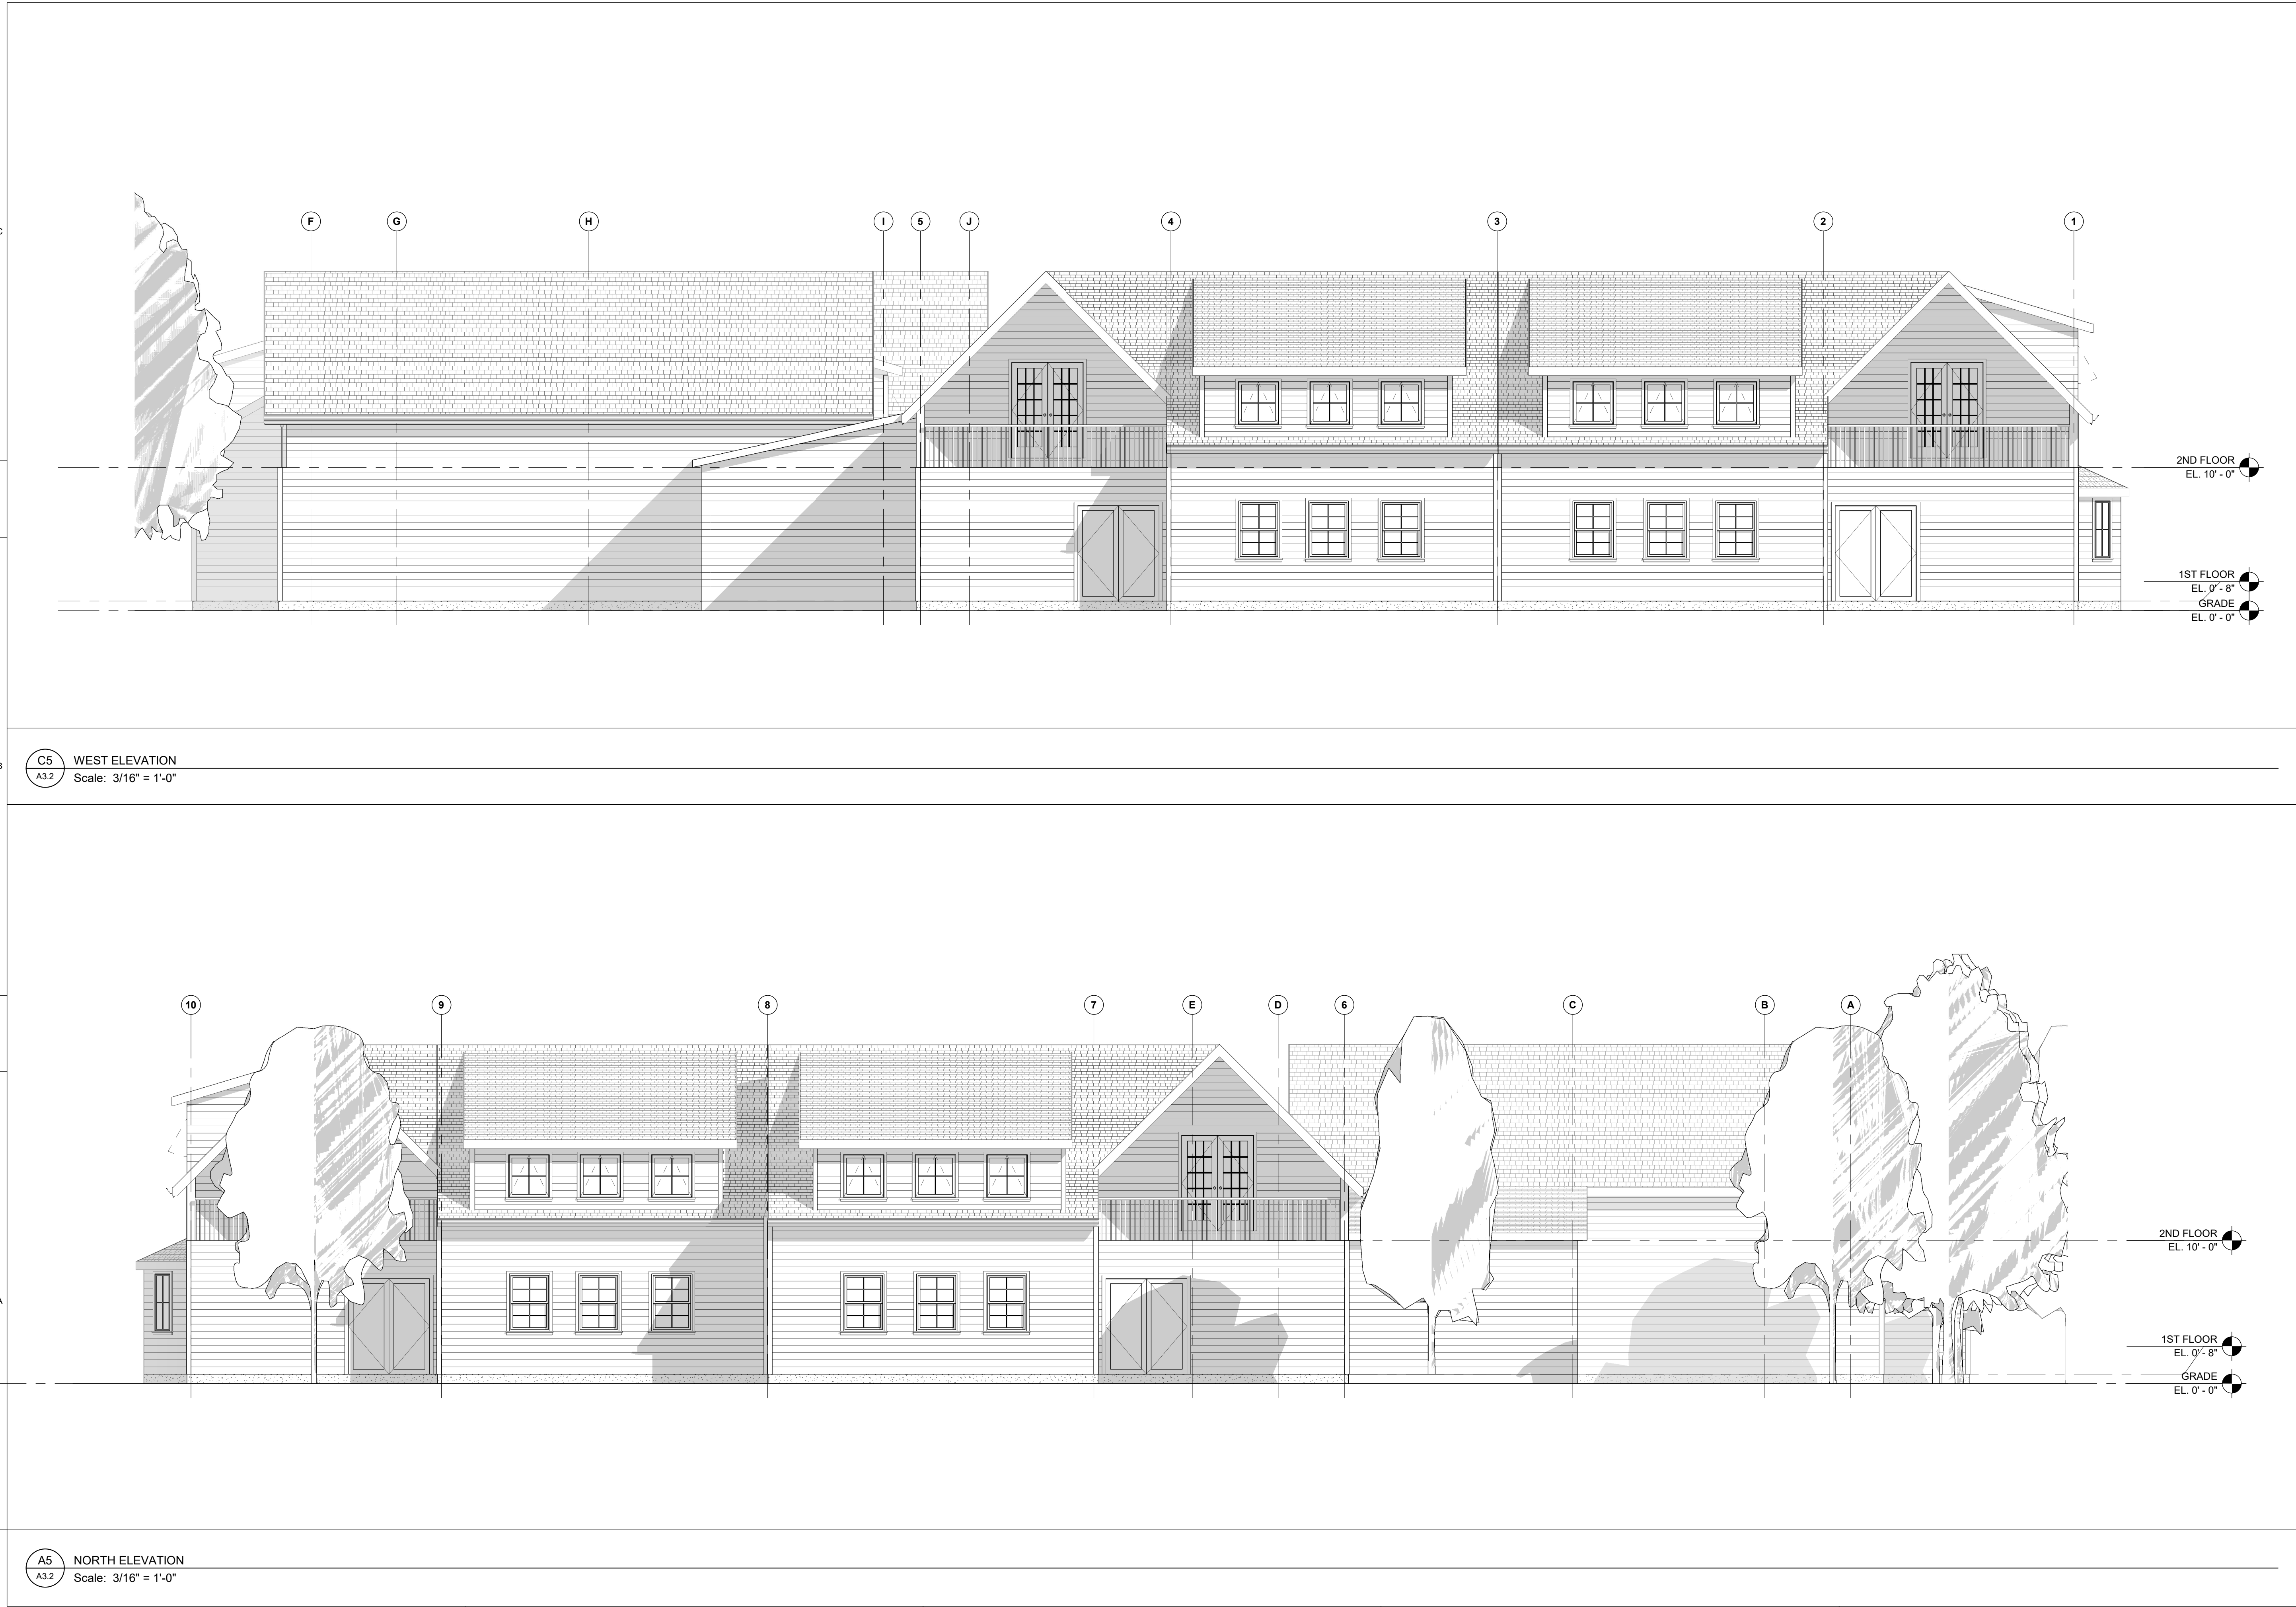 C
F G H I 5 J 4 3 2 1
2ND FLOOR
EL. 10' - 0"
1ST FLOOR
EL. 0' - 8"
GRADE
EL. 0' - 0"
B
C5
A3.2
WEST ELEVATION
Scale: 3/16" = 1'-0"
10 9 8 7 E D 6 C B A
2ND FLOOR
EL. 10' - 0"
1ST FLOOR
EL. 0' - 8"
GRADE
EL. 0' - 0"
A5
A3.2
NORTH ELEVATION
Scale: 3/16" = 1'-0"